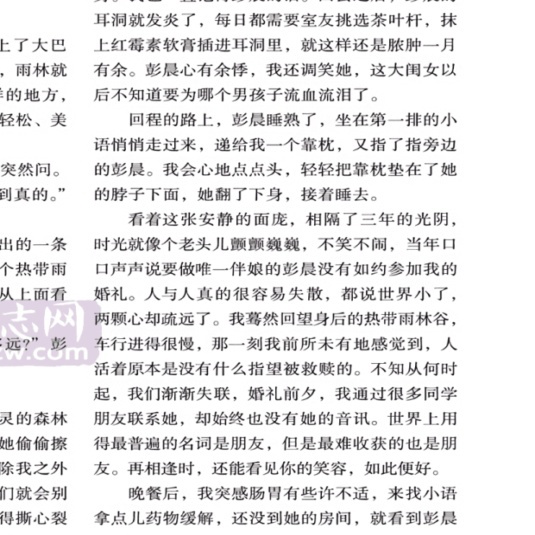 上了大巴
，雨林就
样的地方，
轻松、美
突然问。
到真的。”
出的一条
个热带雨
从上面看
多远?” 彭
灵的森林
她偷偷擦
除我之外
们就会别
得撕心裂
耳洞就发炎了，每日都需要室友挑选茶叶杆，抹
上红霉素软膏插进耳洞里，就这样还是脓肿一月
有余。彭晨心有余悸，我还调笑她，这大闺女以
后不知道要为哪个男孩子流血流泪了。
回程的路上，彭晨睡熟了，坐在第一排的小
语悄悄走过来，递给我一个靠枕，又指了指旁边
的彭晨。我会心地点点头，轻轻把靠枕垫在了她
的脖子下面，她翻了下身，接着睡去。
看着这张安静的面庞，相隔了三年的光阴，
时光就像个老头儿颤颤巍巍，不笑不闹，当年口
口声声说要做唯一伴娘的彭晨没有如约参加我的
婚礼。人与人真的很容易失散，都说世界小了，
两颗心却疏远了。我蓦然回望身后的热带雨林谷，
车行进得很慢，那一刻我前所未有地感觉到，人
活着原本是没有什么指望被救赎的。不知从何时
起，我们渐渐失联，婚礼前夕，我通过很多同学
朋友联系她，却始终也没有她的音讯。世界上用
得最普遍的名词是朋友，但是最难收获的也是朋
友。再相逢时，还能看见你的笑容，如此便好。
晚餐后，我突感肠胃有些许不适，来找小语
拿点儿药物缓解，还没到她的房间，就看到彭晨
志网
zw.com